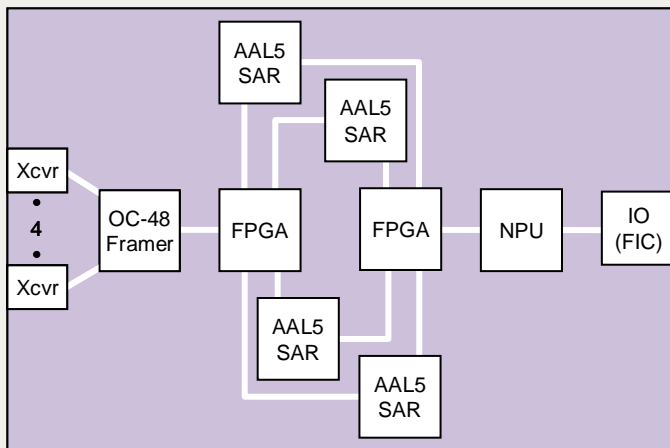 AAL5
SAR
AAL5
SAR
Xcvr
4
Xcvr
OC-48
Framer
FPGA
FPGA
NPU
IO
(FIC)
AAL5
SAR
AAL5
SAR